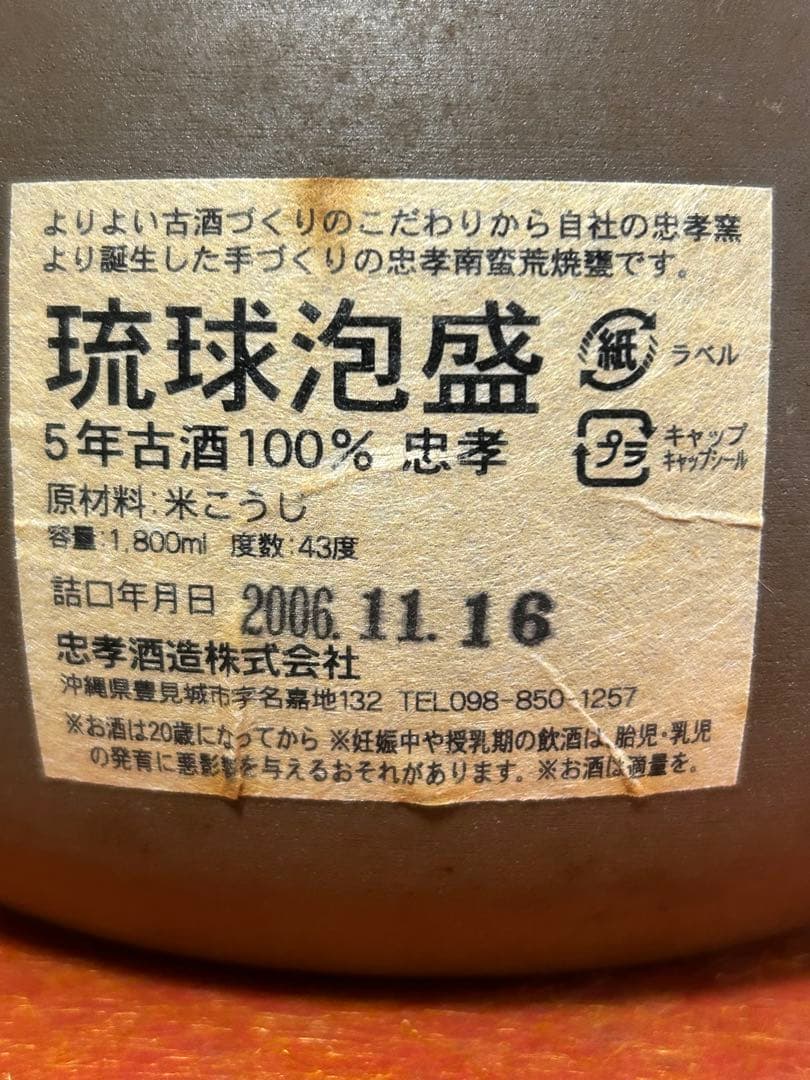 よりよい古酒づくりのこだわりから自社の忠孝窯
より誕生した手づくりの忠孝南蛮荒焼甕です。
琉球泡盛
紙 ラベル
5年古酒100% 忠孝
プラ キャップ
キャップシール
原材料:米こうじ
容量:1,800ml 度数:43度
詰口年月日 2006.11.16
忠孝酒造株式会社
沖縄県豊見城市字名嘉地132 TEL098-850-1257
※お酒は20歳になってから ※妊娠中や授乳期の飲酒は、胎児・乳児
の発育に悪影響を与えるおそれがあります。※お酒は適量を。